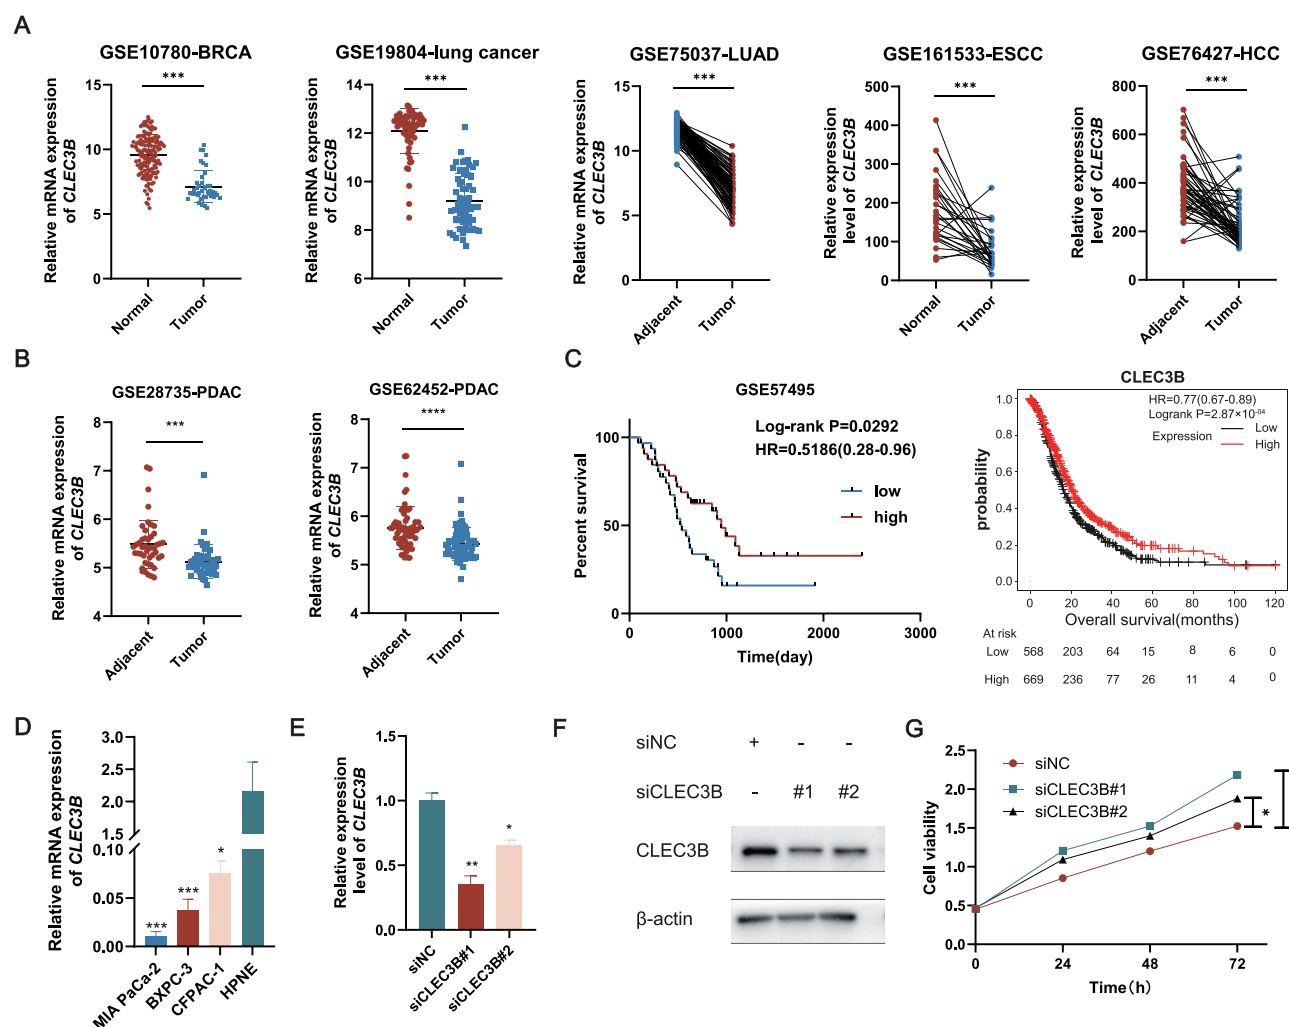 A
GSE10780-BRCA
***
Relative mRNA expression
of CLEC3B
15
10
5
0
Normal
Tumor
GSE19804-lung cancer
***
Relative mRNA expression
of CLEC3B
14
12
10
8
6
Normal
Tumor
GSE75037-LUAD
***
Relative mRNA expression
of CLEC3B
15
10
5
0
Adjacent
Tumor
GSE161533-ESCC
***
Relative expression
level of CLEC3B
500
400
300
200
100
0
Normal
Tumor
GSE76427-HCC
***
Relative expression
level of CLEC3B
800
600
400
200
0
Adjacent
Tumor
B
GSE28735-PDAC
***
Relative mRNA expression
of CLEC3B
8
7
6
5
4
Adjacent
Tumor
GSE62452-PDAC
****
Relative mRNA expression
of CLEC3B
9
8
7
6
5
4
Adjacent
Tumor
C
GSE57495
Log-rank P=0.0292
HR=0.5186(0.28-0.96)
low
high
Percent survival
100
50
0
0
1000
2000
3000
Time(day)
CLEC3B
HR=0.77(0.67-0.89)
Logrank P=2.87×10⁻⁰⁴
Expression
Low
High
probability
1.0
0.8
0.6
0.4
0.2
0.0
0 20 40 60 80 100 120
Overall survival(months)
At risk
Low 568 203 64 15 8 6 0
High 669 236 77 26 11 4 0
D
Relative mRNA expression
of CLEC3B
3.0
2.5
2.0
1.5
0.10
0.05
0.00
***
***
*
MIA PaCa-2
BXPC-3
CFPAC-1
HPNE
E
Relative expression
level of CLEC3B
1.5
1.0
0.5
0.0
**
*
siNC
siCLEC3B#1
siCLEC3B#2
F
siNC + - -
siCLEC3B - #1 #2
CLEC3B
β-actin
G
siNC
siCLEC3B#1
siCLEC3B#2
*
Cell viability
2.5
2.0
1.5
1.0
0.5
0.0
0
24
48
72
Time(h)